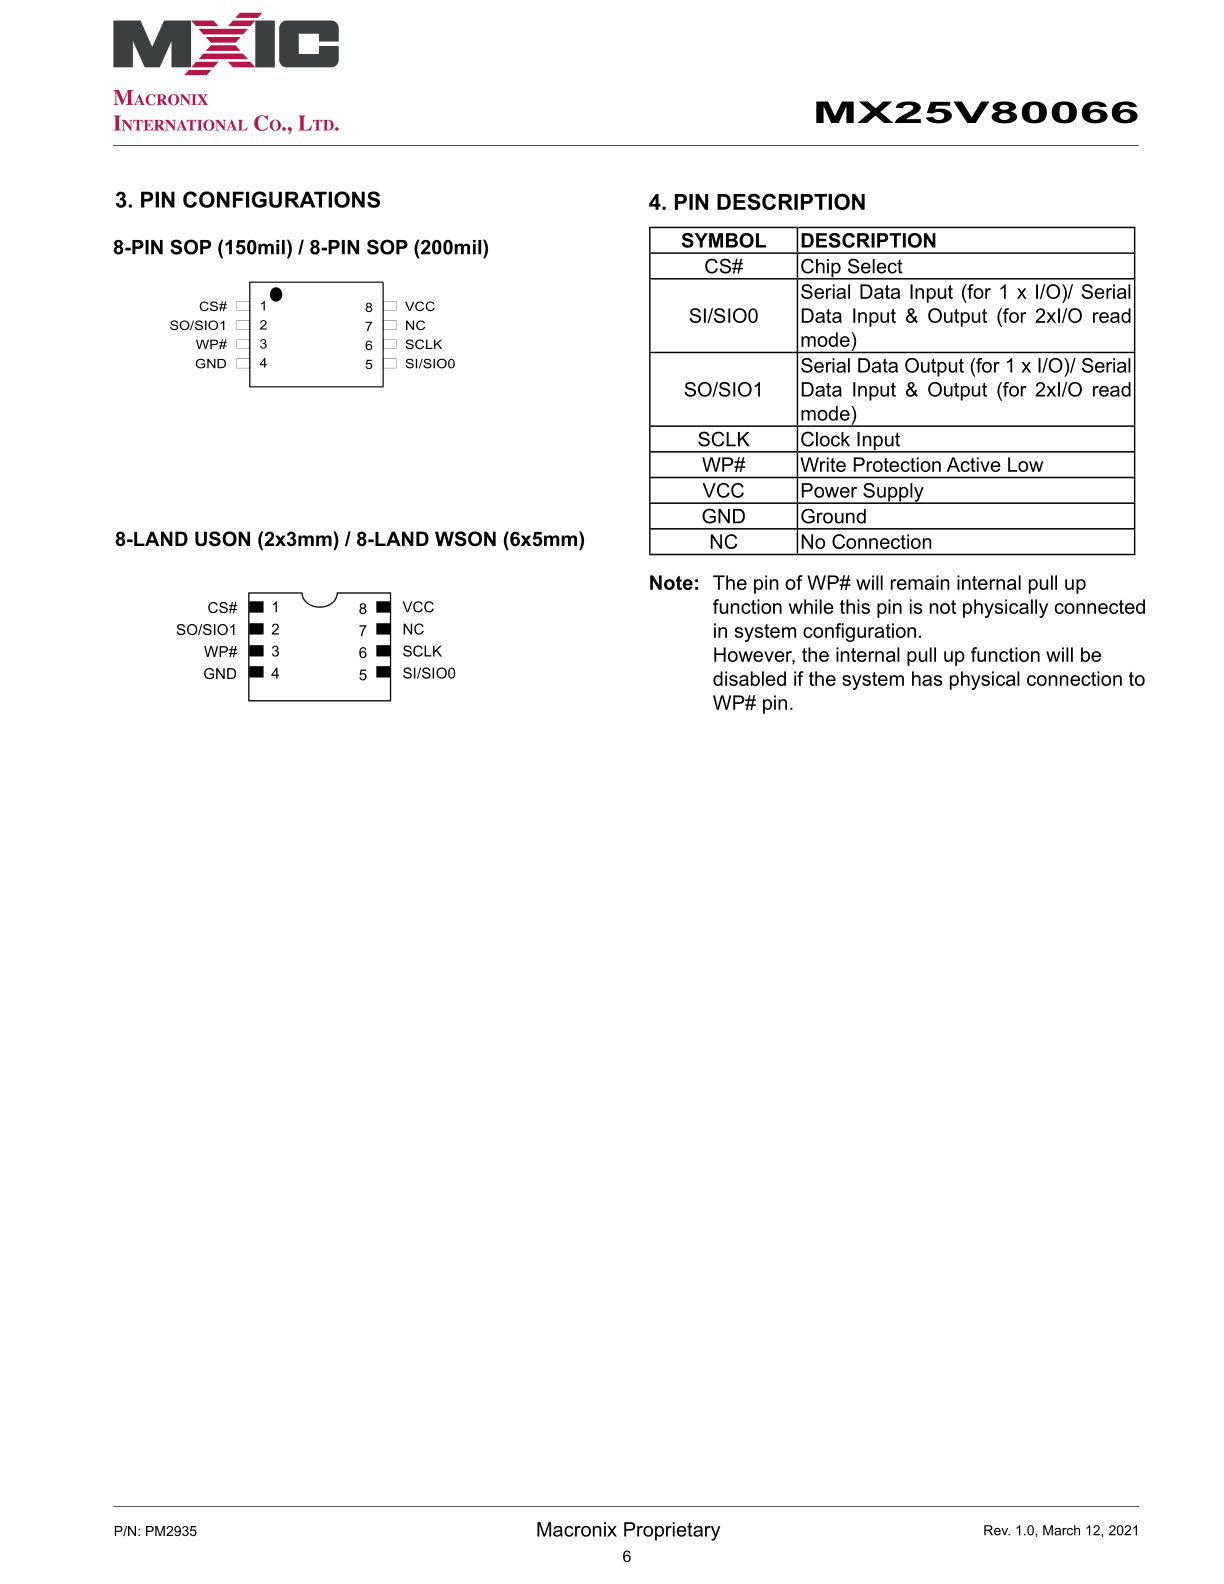 MXIC
MACRONIX
INTERNATIONAL CO., LTD.
MX25V80066
3. PIN CONFIGURATIONS
8-PIN SOP (150mil) / 8-PIN SOP (200mil)
CS# 1 8 VCC
SO/SIO1 2 7 NC
WP# 3 6 SCLK
GND 4 5 SI/SIO0
8-LAND USON (2x3mm) / 8-LAND WSON (6x5mm)
CS# 1 8 VCC
SO/SIO1 2 7 NC
WP# 3 6 SCLK
GND 4 5 SI/SIO0
4. PIN DESCRIPTION
SYMBOL DESCRIPTION
CS# Chip Select
SI/SIO0 Serial Data Input (for 1 x I/O)/ Serial
Data Input & Output (for 2xI/O read
mode)
SO/SIO1 Serial Data Output (for 1 x I/O)/ Serial
Data Input & Output (for 2xI/O read
mode)
SCLK Clock Input
WP# Write Protection Active Low
VCC Power Supply
GND Ground
NC No Connection
Note: The pin of WP# will remain internal pull up
function while this pin is not physically connected
in system configuration.
However, the internal pull up function will be
disabled if the system has physical connection to
WP# pin.
P/N: PM2935
Macronix Proprietary
Rev. 1.0, March 12, 2021
6